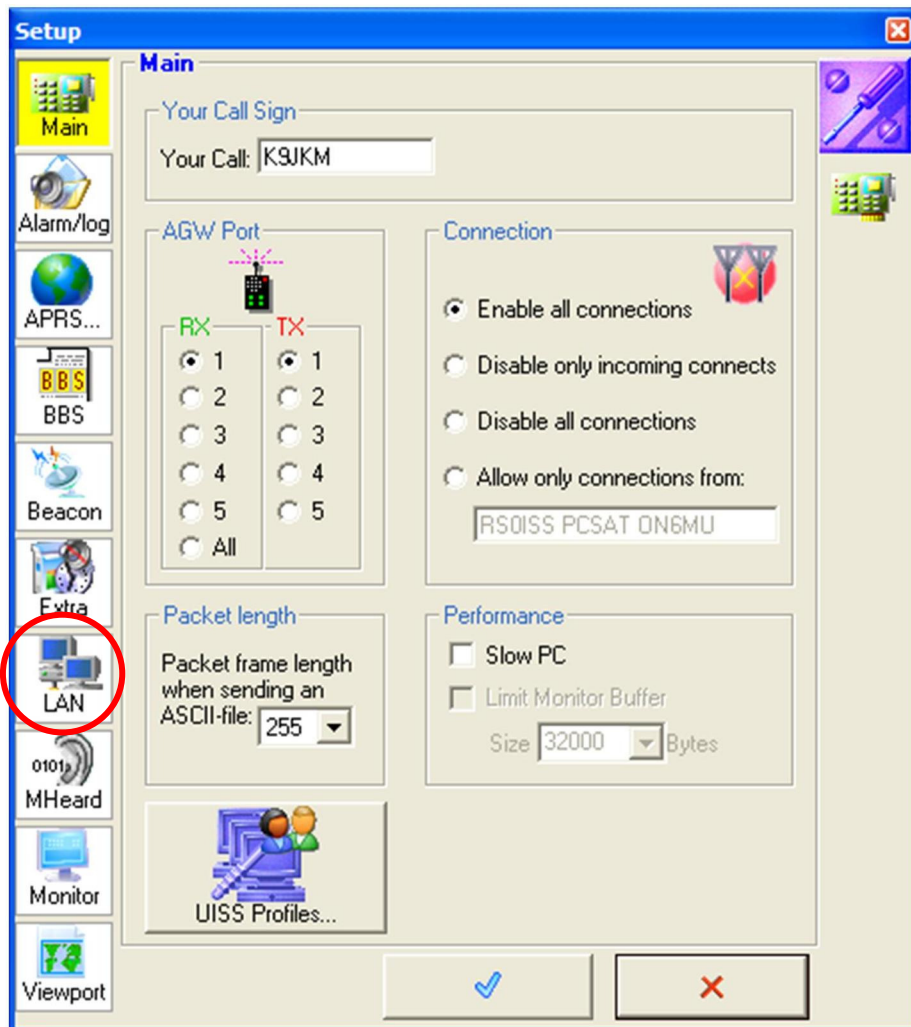 Setup
Main
Main
Your Call Sign
Your Call: K9JKM
Alarm/log
APRS...
BBS
BBS
Beacon
Extra
LAN
0101
MHeard
Monitor
Viewport
AGW Port
RX TX
1 1
2 2
3 3
4 4
5 5
All
Connection
Enable all connections
Disable only incoming connects
Disable all connections
Allow only connections from:
RS0ISS PCSAT ON6MU
Packet length
Packet frame length
when sending an
ASCII-file: 255
Performance
Slow PC
Limit Monitor Buffer
Size 32000 Bytes
UISS Profiles...